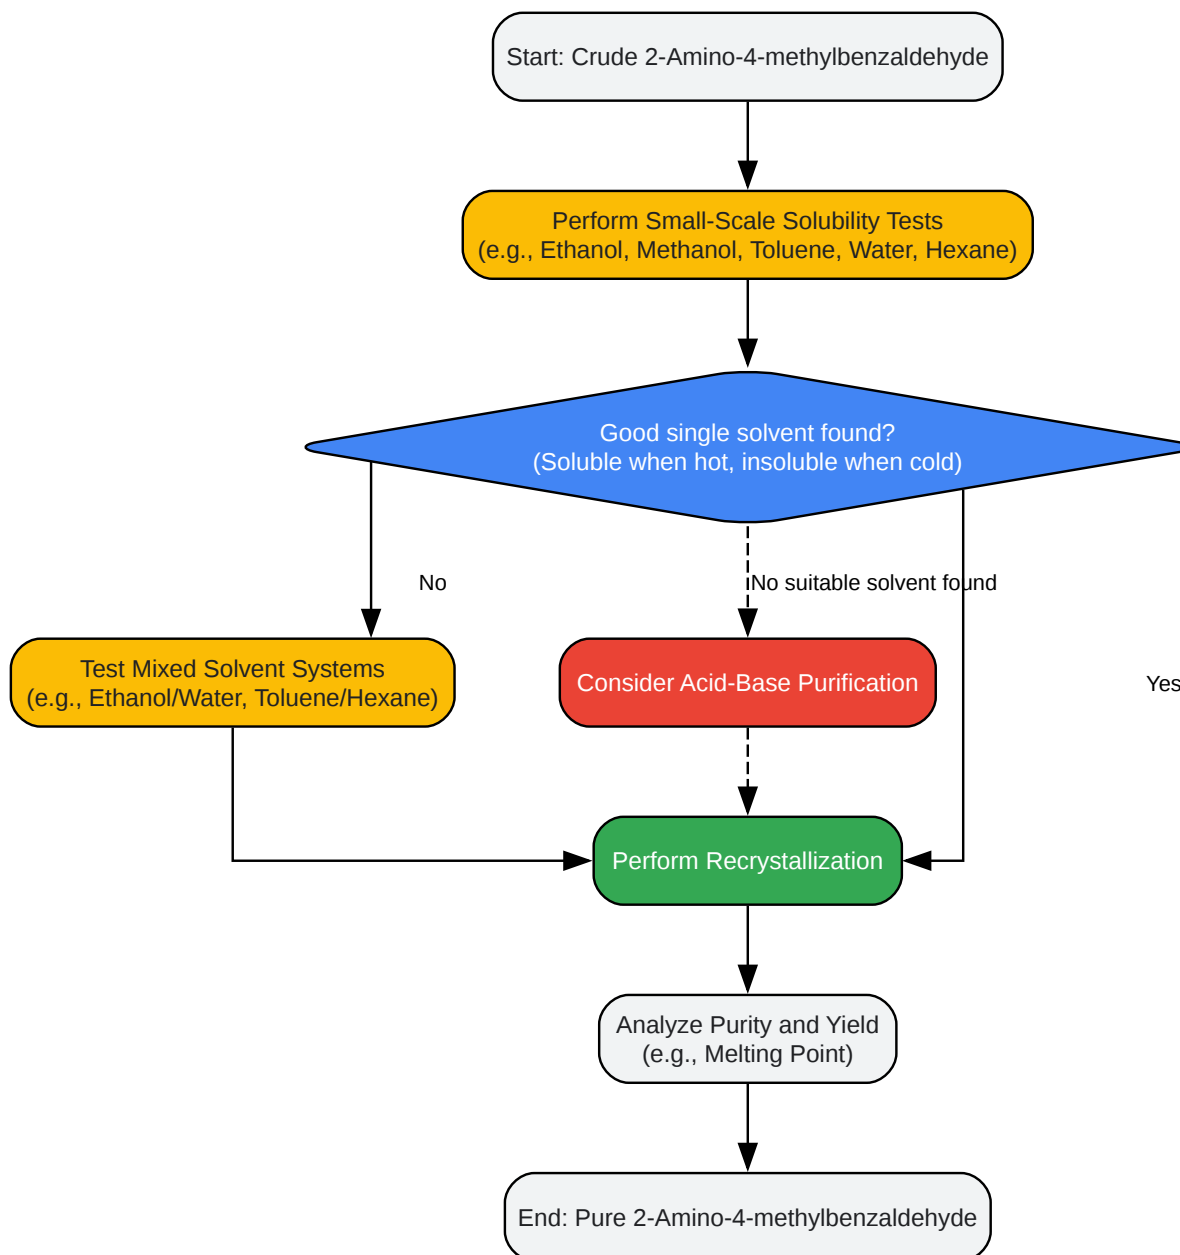 Start: Crude 2-Amino-4-methylbenzaldehyde
Perform Small-Scale Solubility Tests
(e.g., Ethanol, Methanol, Toluene, Water, Hexane)
Good single solvent found?
(Soluble when hot, insoluble when cold)
No
No suitable solvent found
Test Mixed Solvent Systems
(e.g., Ethanol/Water, Toluene/Hexane)
Consider Acid-Base Purification
Yes
Perform Recrystallization
Analyze Purity and Yield
(e.g., Melting Point)
End: Pure 2-Amino-4-methylbenzaldehyde